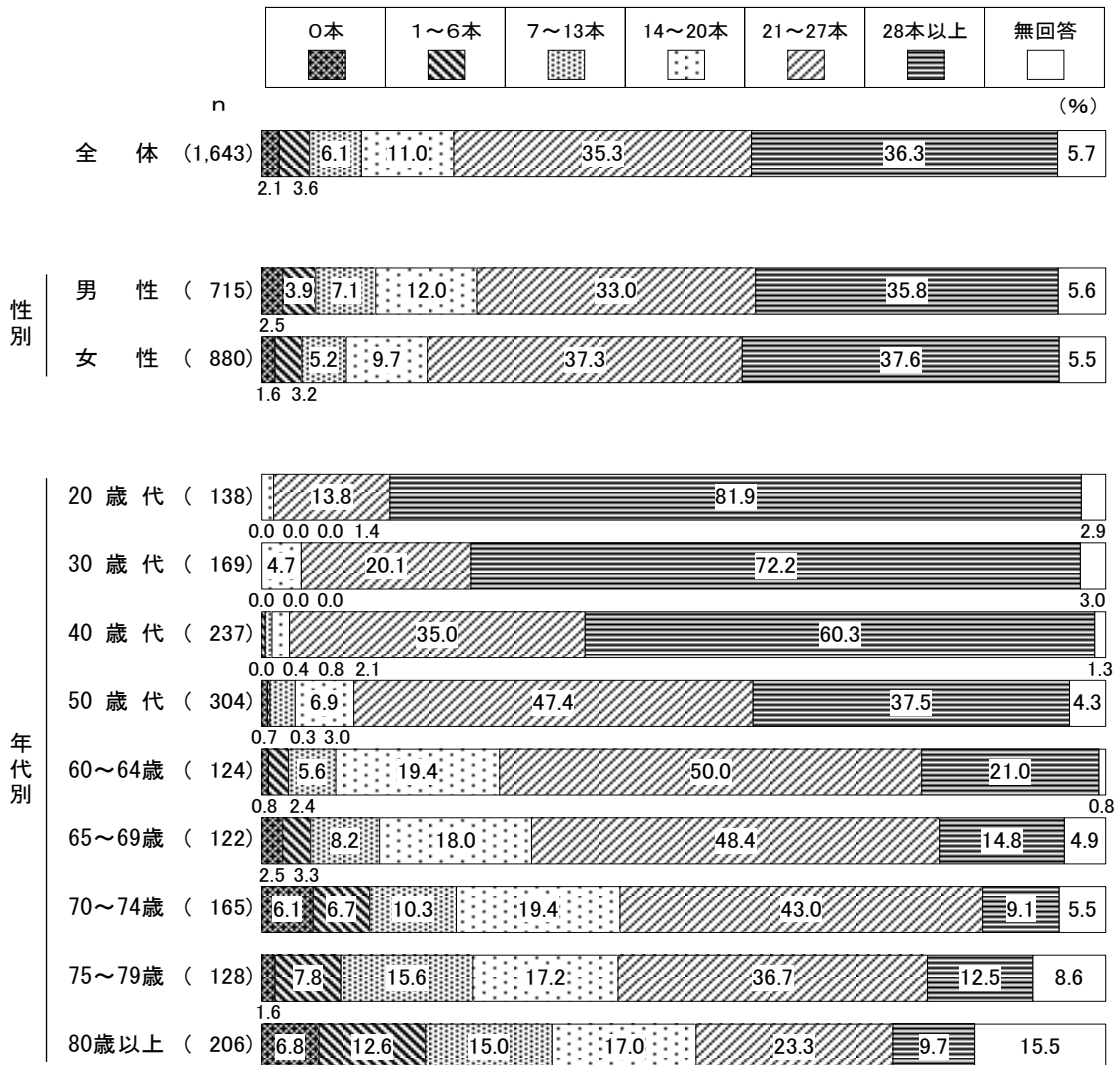 0本 1～6本 7～13本 14～20本 21～27本 28本以上 無回答
n (%)
全 体 (1,643) 6.1 11.0 35.3 36.3 5.7
2.1 3.6
性別
男 性 ( 715) 3.9 7.1 12.0 33.0 35.8 5.6
2.5
女 性 ( 880) 5.2 9.7 37.3 37.6 5.5
1.6 3.2
年代別
20 歳 代 ( 138) 13.8 81.9
0.0 0.0 0.0 1.4 2.9
30 歳 代 ( 169) 4.7 20.1 72.2
0.0 0.0 0.0 3.0
40 歳 代 ( 237) 35.0 60.3
0.0 0.4 0.8 2.1 1.3
50 歳 代 ( 304) 6.9 47.4 37.5 4.3
0.7 0.3 3.0
60～64歳 ( 124) 5.6 19.4 50.0 21.0
0.8 2.4 0.8
65～69歳 ( 122) 8.2 18.0 48.4 14.8 4.9
2.5 3.3
70～74歳 ( 165) 6.1 6.7 10.3 19.4 43.0 9.1 5.5
75～79歳 ( 128) 7.8 15.6 17.2 36.7 12.5 8.6
1.6
80歳以上 ( 206) 6.8 12.6 15.0 17.0 23.3 9.7 15.5